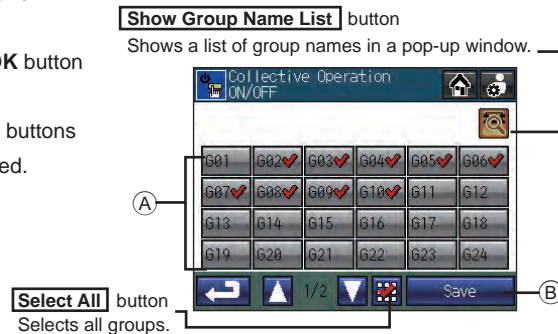 Show Group Name List button
Shows a list of group names in a pop-up window.
OK button
buttons
ed.
Collective Operation
ON/OFF
G01 G02 G03 G04 G05 G06
G07 G08 G09 G10 G11 G12
G13 G14 G15 G16 G17 G18
G19 G20 G21 G22 G23 G24
A
1/2 Save
B
Select All button
Selects all groups.